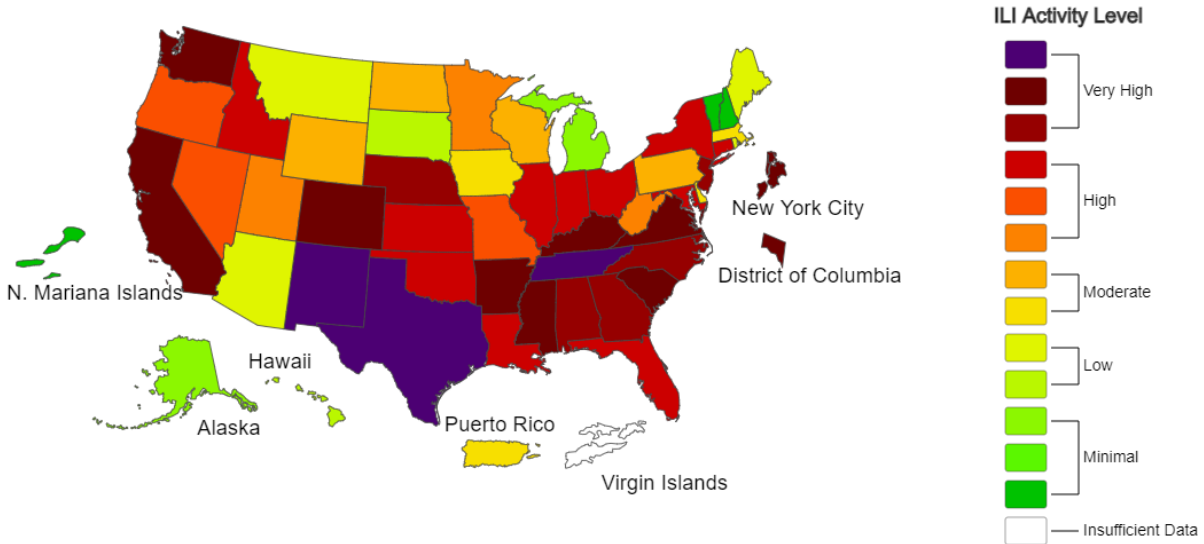 ILI Activity Level
Very High
High
Moderate
Low
Minimal
Insufficient Data
New York City
District of Columbia
N. Mariana Islands
Hawaii
Alaska
Puerto Rico
Virgin Islands